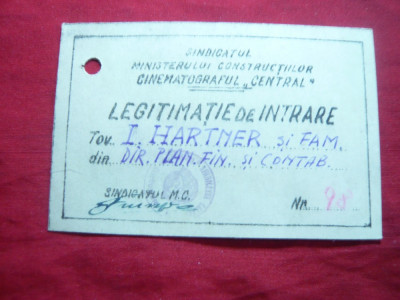 SINDICATUL
MINISTERULUI CONSTRUCȚIILOR
CINEMATOGRAFUL „CENTRAL"
LEGITIMAȚIE DE INTRARE
Tov. I. HARTNER și FAM.
din DIR. PLAN. FIN. și CONTAB.
SINDICATUL M.C.
Nr.